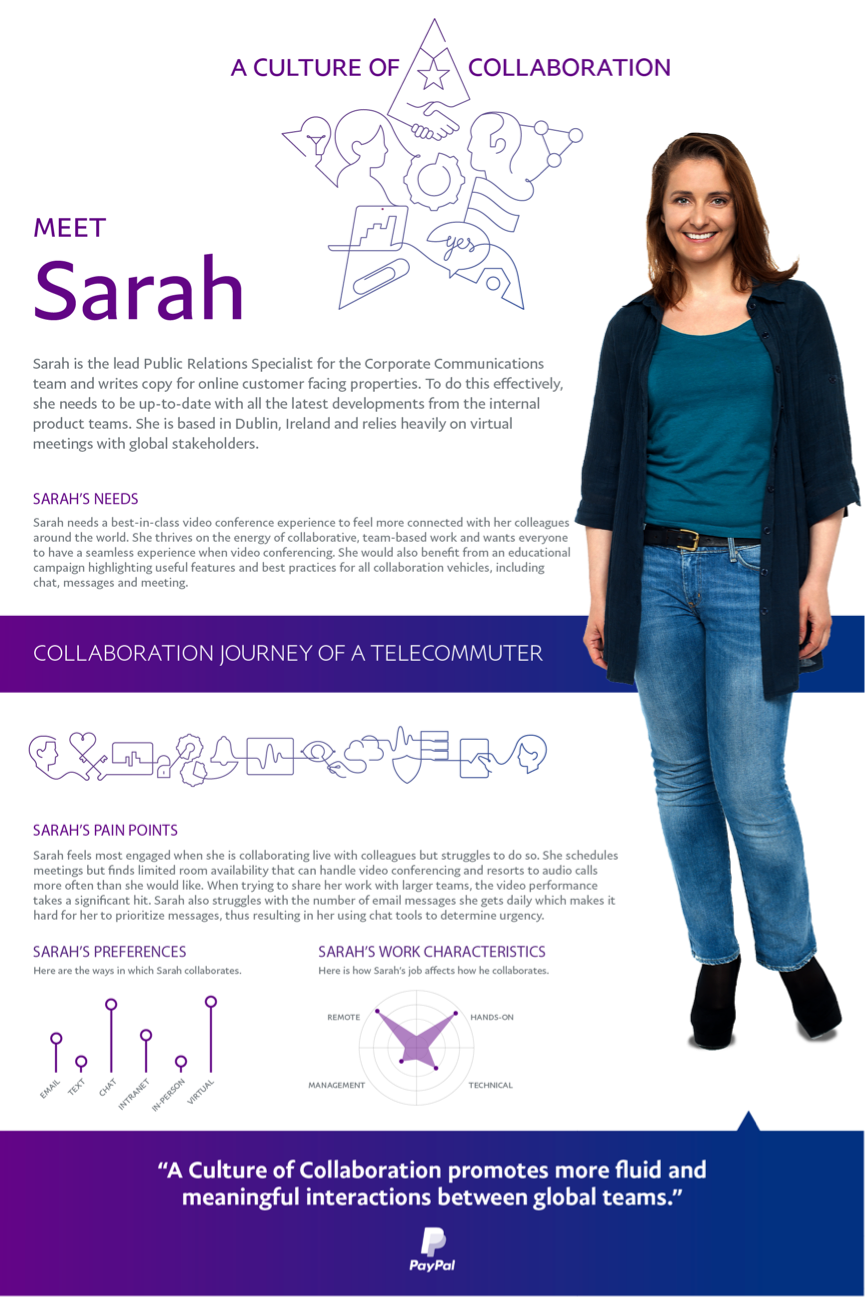 A CULTURE OF COLLABORATION
yes
MEET
Sarah
Sarah is the lead Public Relations Specialist for the Corporate Communications
team and writes copy for online customer facing properties. To do this effectively,
she needs to be up-to-date with all the latest developments from the internal
product teams. She is based in Dublin, Ireland and relies heavily on virtual
meetings with global stakeholders.
SARAH'S NEEDS
Sarah needs a best-in-class video conference experience to feel more connected with her colleagues
around the world. She thrives on the energy of collaborative, team-based work and wants everyone
to have a seamless experience when video conferencing. She would also benefit from an educational
campaign highlighting useful features and best practices for all collaboration vehicles, including
chat, messages and meeting.
COLLABORATION JOURNEY OF A TELECOMMUTER
SARAH'S PAIN POINTS
Sarah feels most engaged when she is collaborating live with colleagues but struggles to do so. She schedules
meetings but finds limited room availability that can handle video conferencing and resorts to audio calls
more often than she would like. When trying to share her work with larger teams, the video performance
takes a significant hit. Sarah also struggles with the number of email messages she gets daily which makes it
hard for her to prioritize messages, thus resulting in her using chat tools to determine urgency.
SARAH'S PREFERENCES
Here are the ways in which Sarah collaborates.
EMAIL
TEXT
CHAT
INTRANET
IN-PERSON
VIRTUAL
SARAH'S WORK CHARACTERISTICS
Here is how Sarah's job affects how he collaborates.
REMOTE
HANDS-ON
MANAGEMENT
TECHNICAL
“A Culture of Collaboration promotes more fluid and
meaningful interactions between global teams.”
PayPal